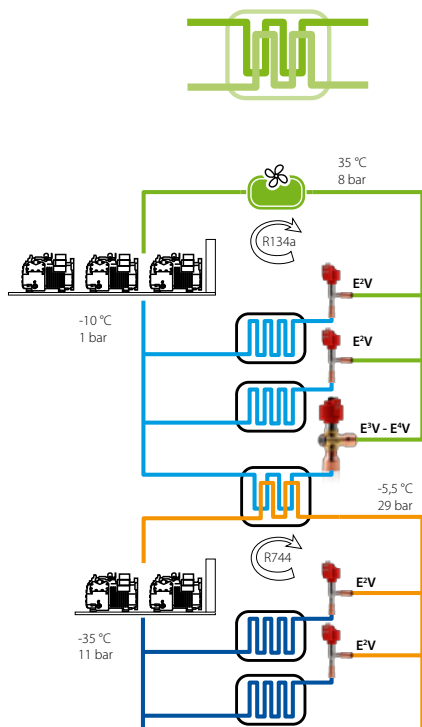 35 °C
8 bar
R134a
E²V
-10 °C
1 bar
E²V
E³V - E⁴V
-5,5 °C
29 bar
R744
E²V
-35 °C
11 bar
E²V